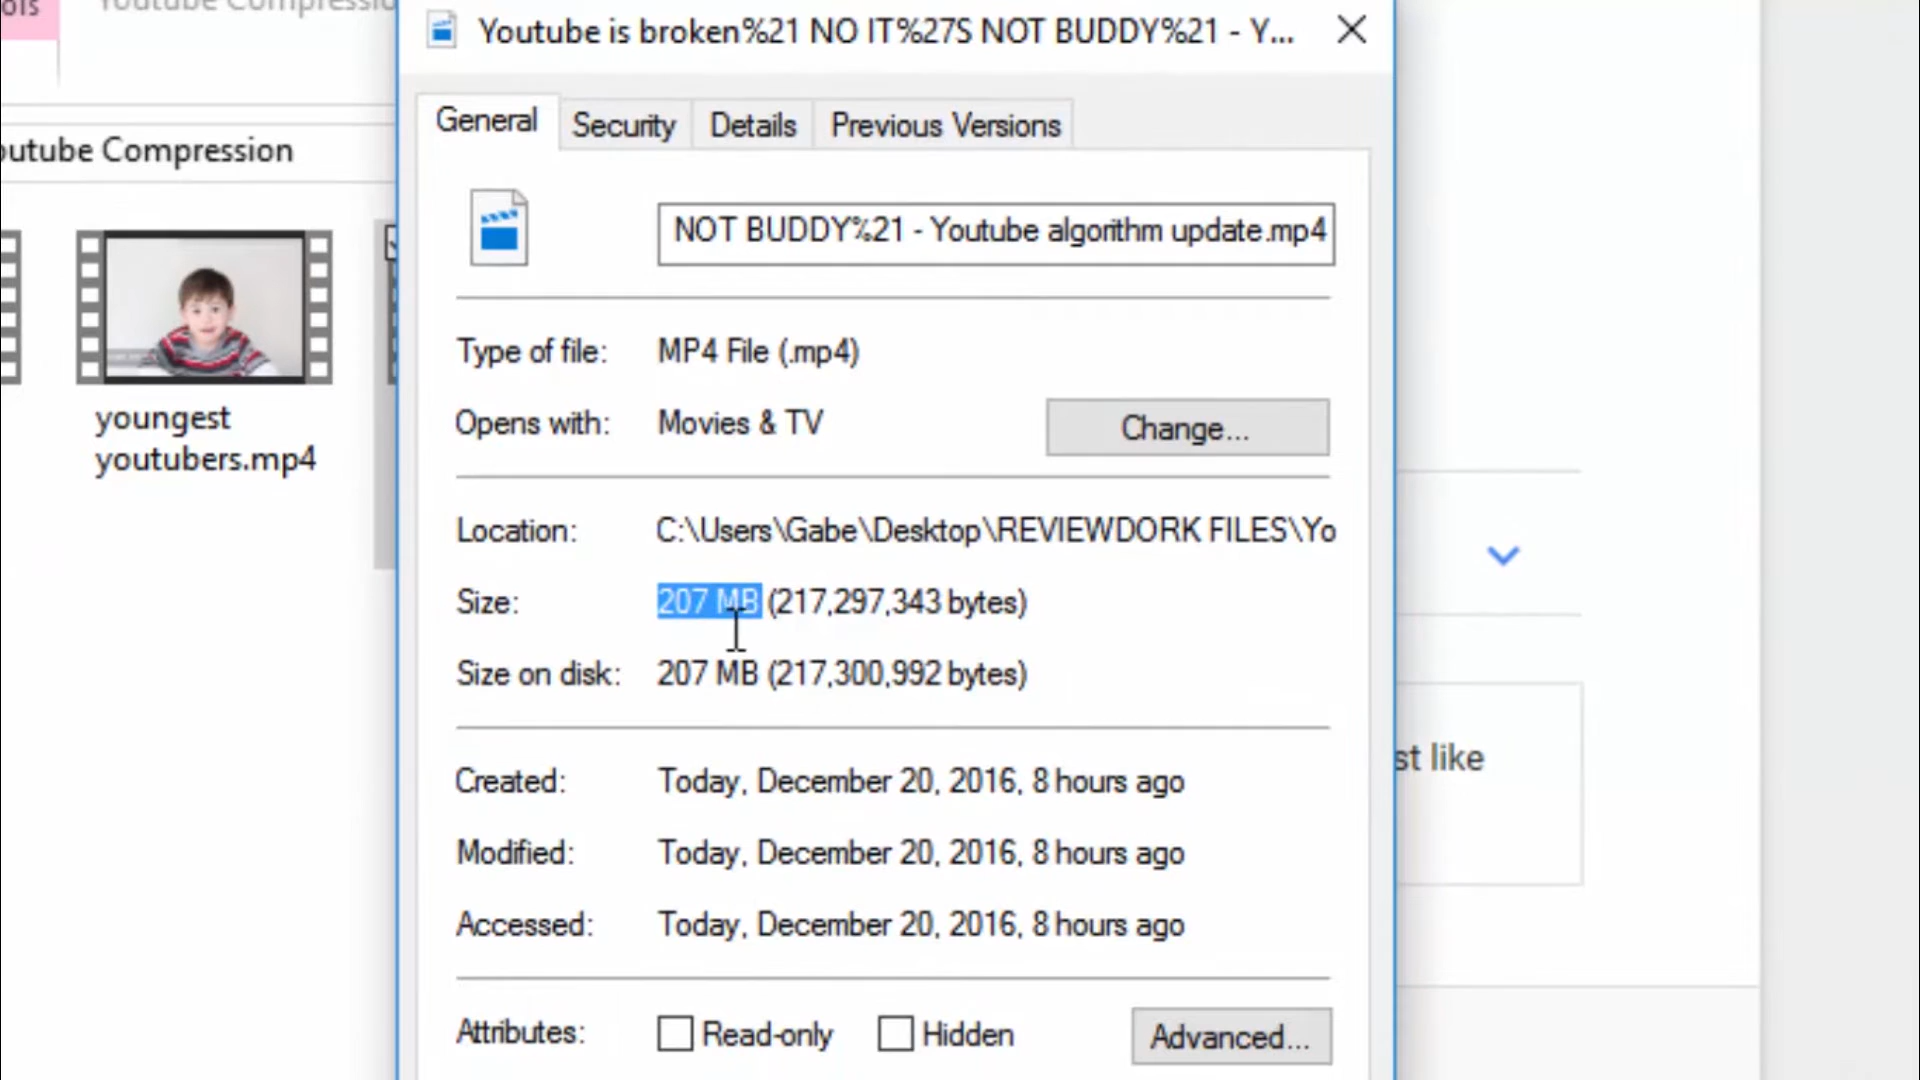 ols
Youtube Compressio
Youtube is broken%21 NO IT%27S NOT BUDDY%21 - Y...
General
Security
Details
Previous Versions
outube Compression
NOT BUDDY%21 - Youtube algorithm update.mp4
Type of file: MP4 File (.mp4)
Opens with: Movies & TV
Change...
youngest
youtubers.mp4
Location: C:\Users\Gabe\Desktop\REVIEWDORK FILES\Yo
Size: 207 MB (217,297,343 bytes)
Size on disk: 207 MB (217,300,992 bytes)
st like
Created: Today, December 20, 2016, 8 hours ago
Modified: Today, December 20, 2016, 8 hours ago
Accessed: Today, December 20, 2016, 8 hours ago
Attributes: Read-only Hidden
Advanced...